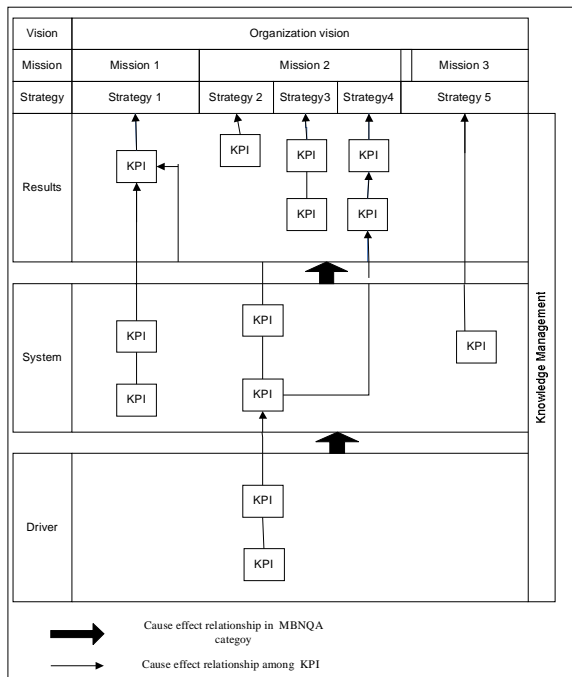 Vision
Organization vision
Mission
Mission 1
Mission 2
Mission 3
Strategy
Strategy 1
Strategy 2
Strategy3
Strategy4
Strategy 5
Results
KPI
KPI
KPI
KPI
KPI
KPI
System
KPI
KPI
KPI
KPI
KPI
Driver
KPI
KPI
Knowledge Management
Cause effect relationship in MBNQA
categoy
Cause effect relationship among KPI